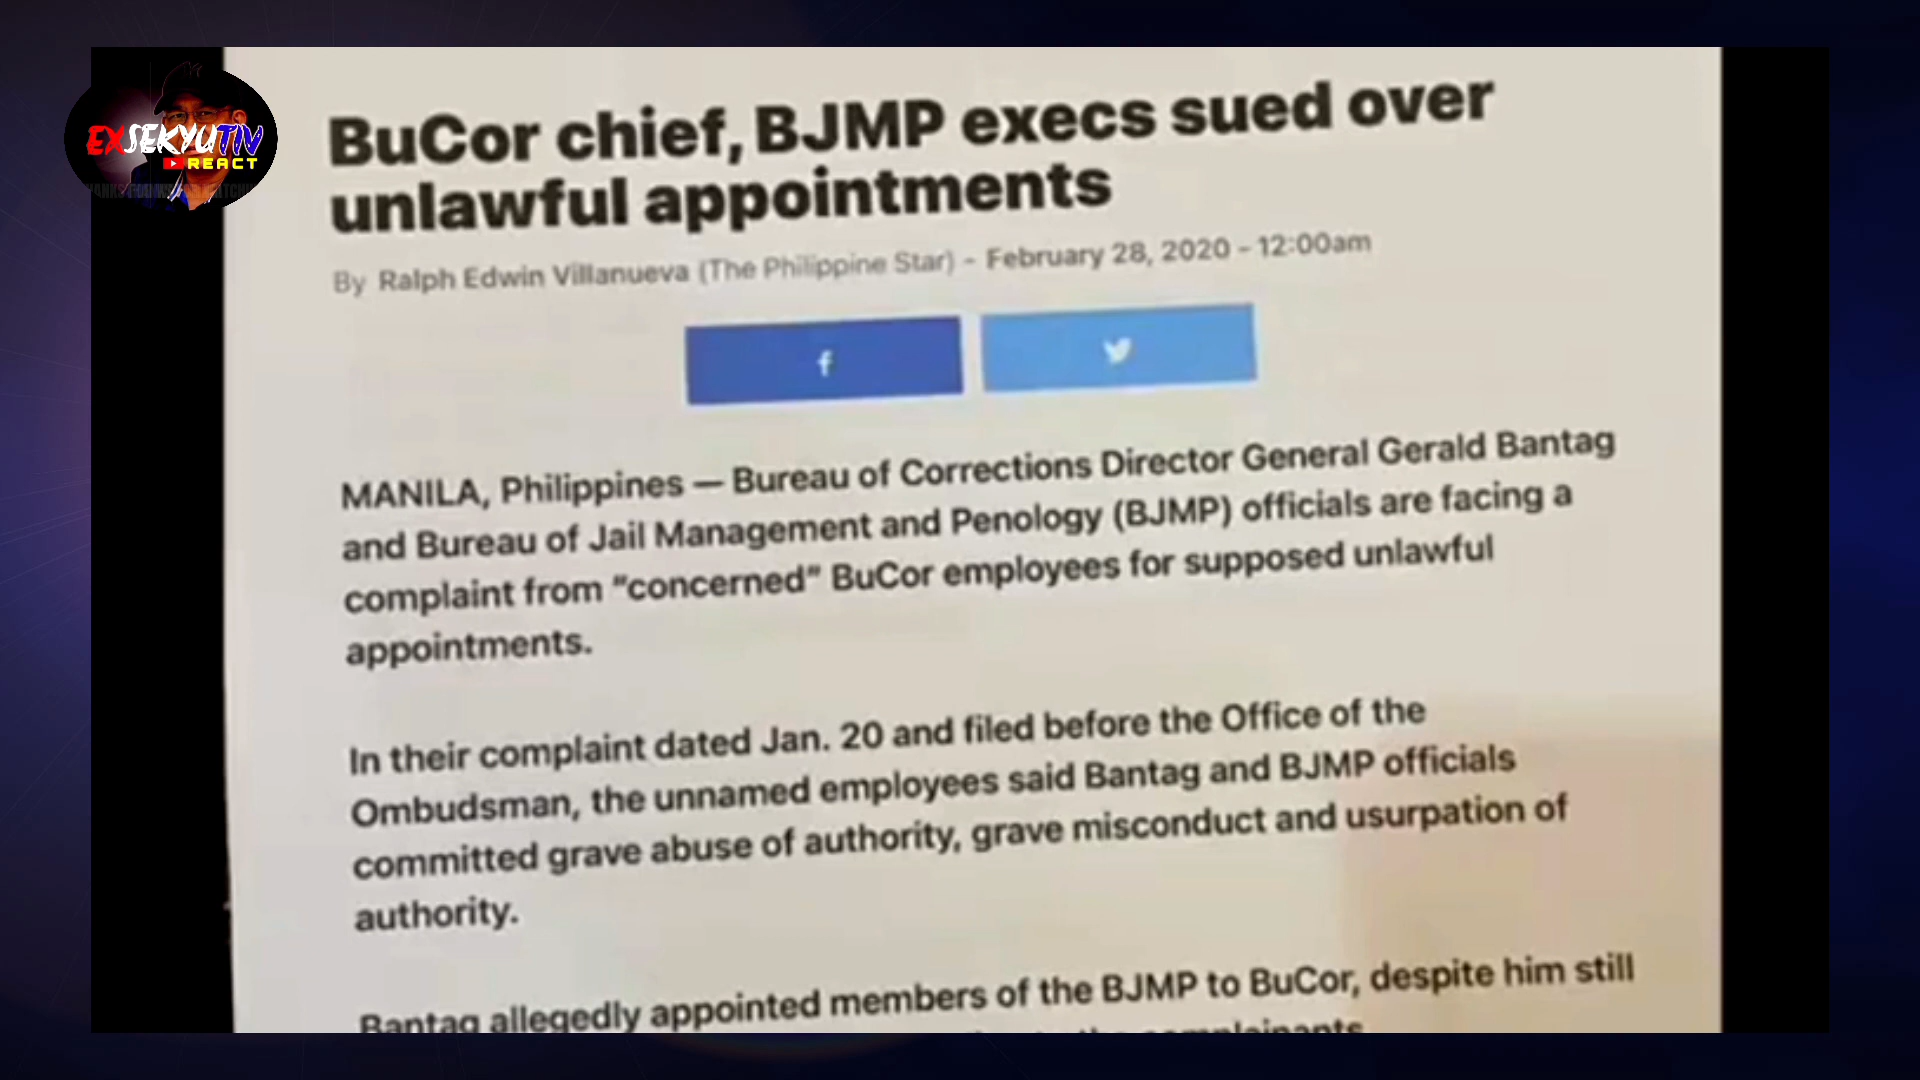 EXSEKYUTIV
REACT
BuCor chief, BJMP execs sued over
unlawful appointments
By Ralph Edwin Villanueva (The Philippine Star) - February 28, 2020 - 12:00am
f
MANILA, Philippines — Bureau of Corrections Director General Gerald Bantag
and Bureau of Jail Management and Penology (BJMP) officials are facing a
complaint from "concerned" BuCor employees for supposed unlawful
appointments.
In their complaint dated Jan. 20 and filed before the Office of the
Ombudsman, the unnamed employees said Bantag and BJMP officials
committed grave abuse of authority, grave misconduct and usurpation of
authority.
Bantag allegedly appointed members of the BJMP to BuCor, despite him still
complainants